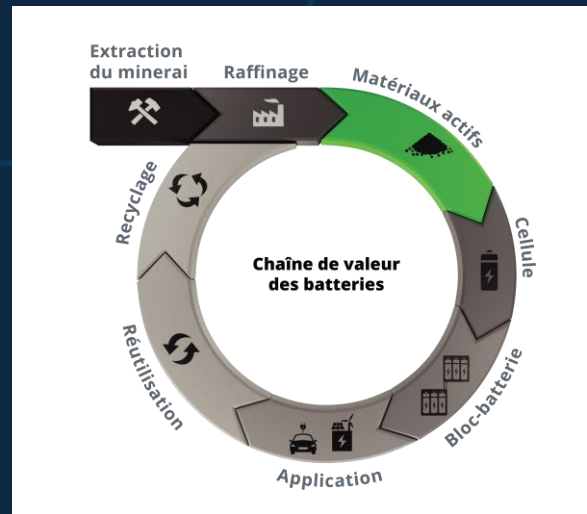 Extraction
du minerai
Raffinage
Matériaux actifs
Cellule
Bloc-batterie
Application
Réutilisation
Recyclage
Chaîne de valeur
des batteries